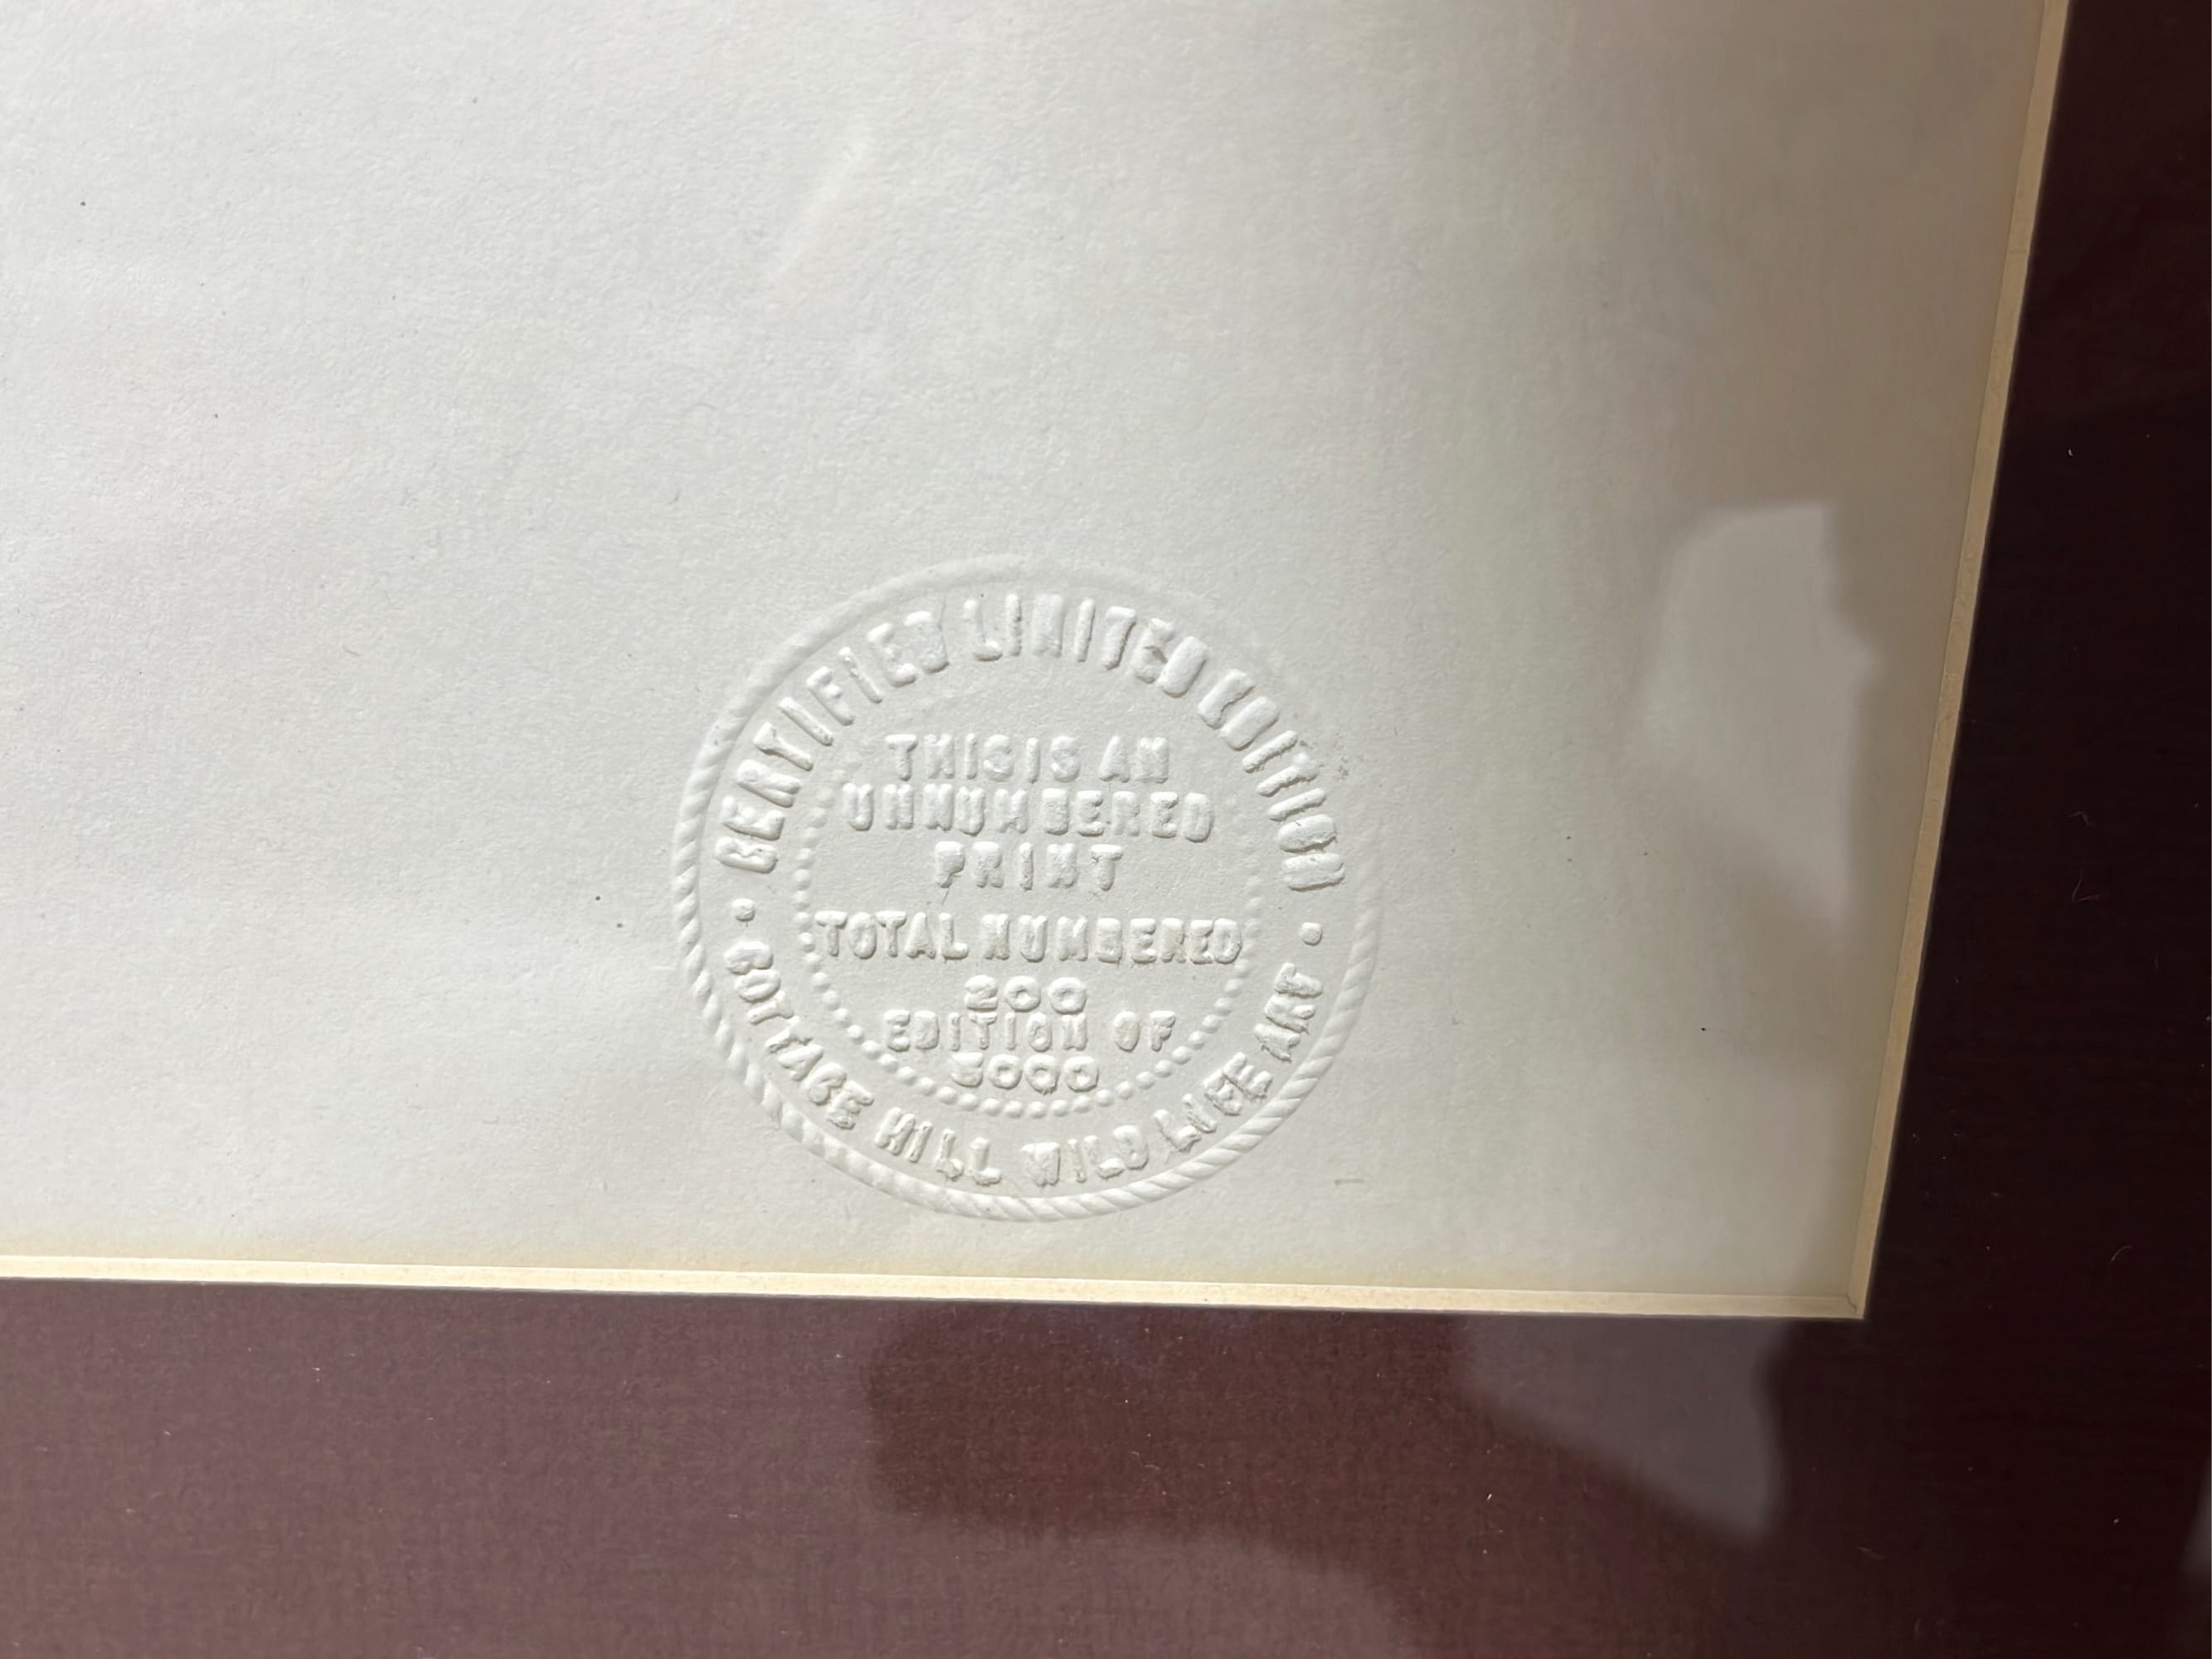 CERTIFIED LIMITED EDITION
THIS IS AN
UNNUMBERED
PRINT
TOTAL NUMBERED
200
EDITION OF
5000
COTTAGE HILL WILD LIFE ART